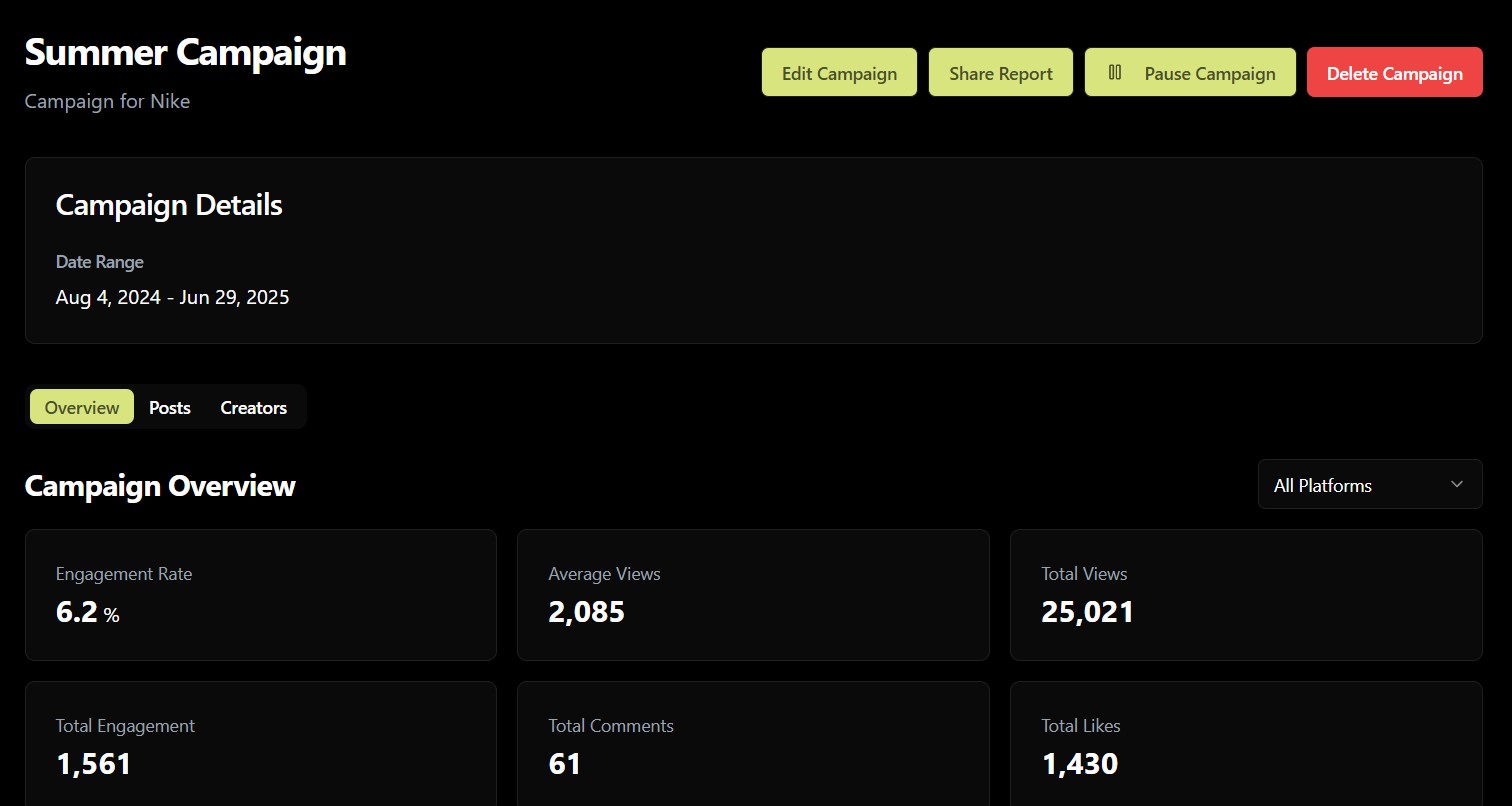 Summer Campaign
Campaign for Nike
Edit Campaign
Share Report
Pause Campaign
Delete Campaign
Campaign Details
Date Range
Aug 4, 2024 - Jun 29, 2025
Overview
Posts
Creators
Campaign Overview
All Platforms
Engagement Rate
6.2 %
Average Views
2,085
Total Views
25,021
Total Engagement
1,561
Total Comments
61
Total Likes
1,430